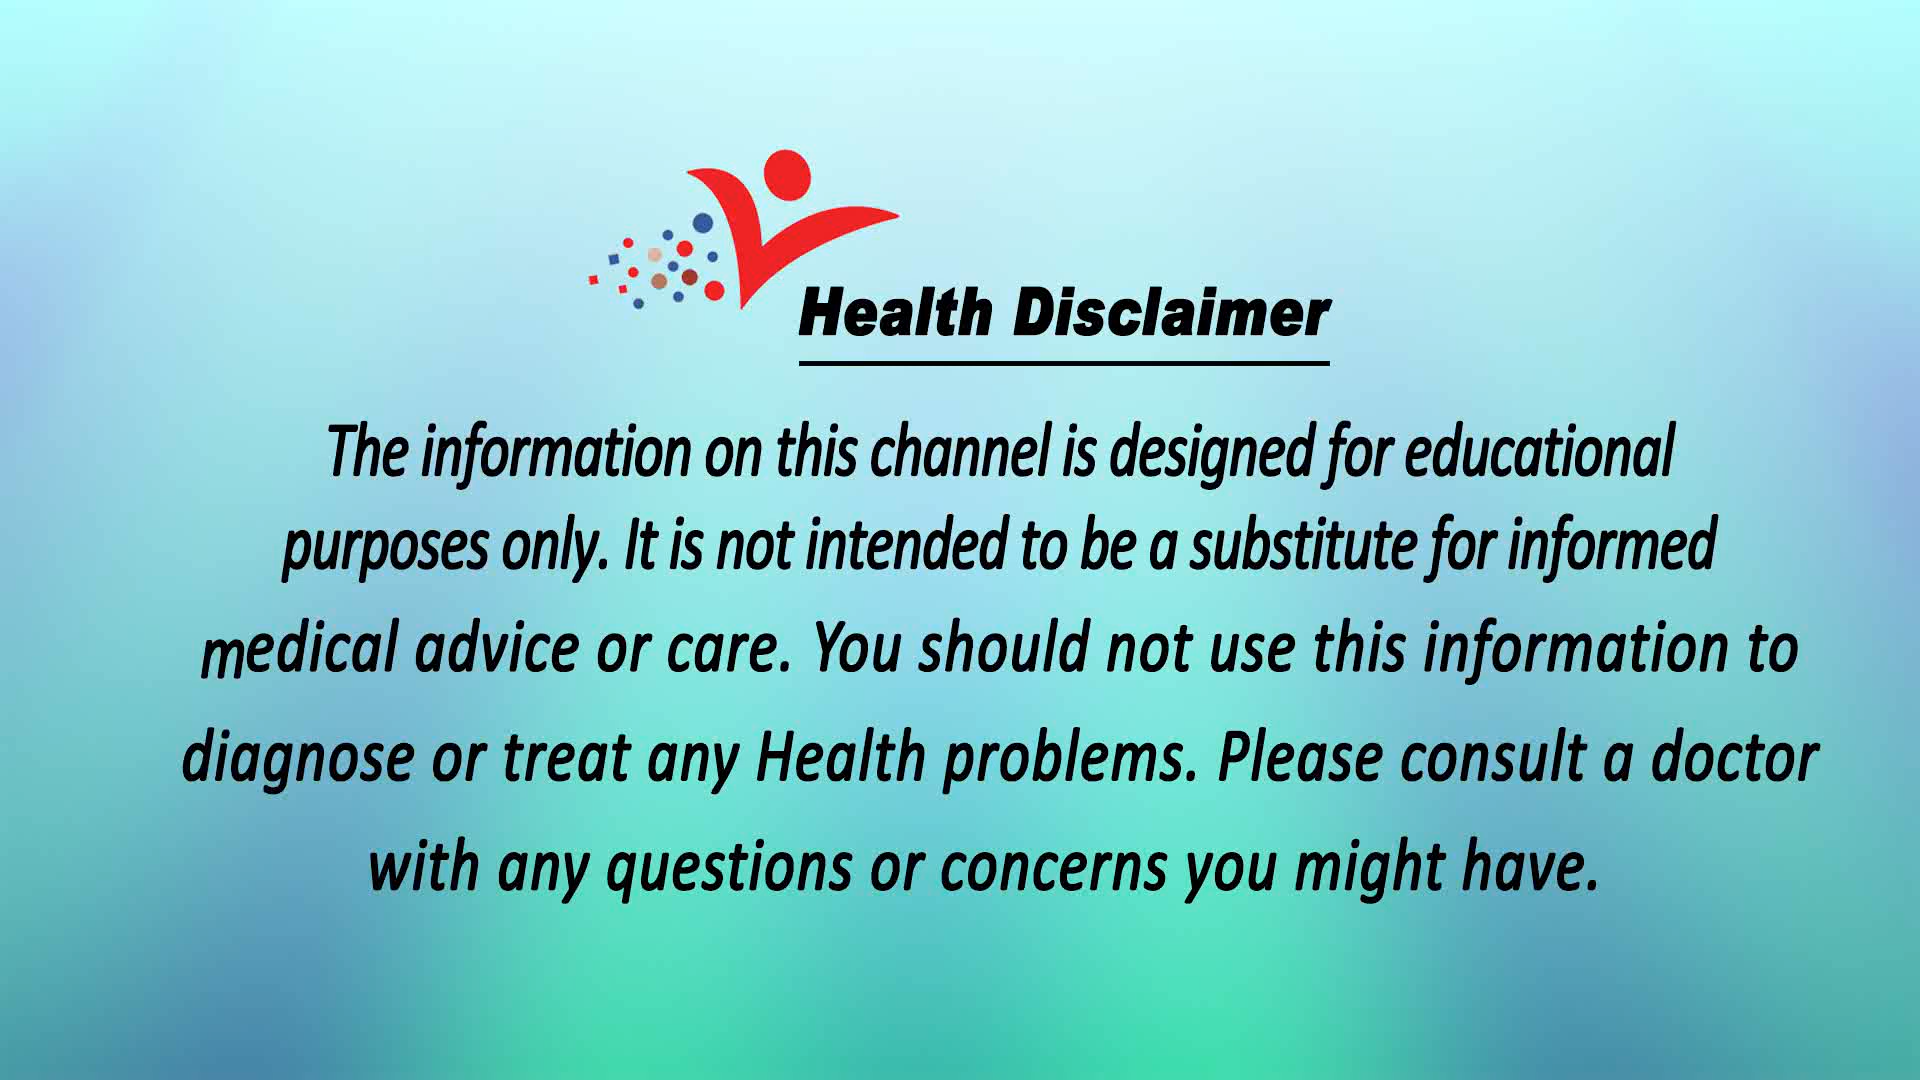 Health Disclaimer
The information on this channel is designed for educational
purposes only. It is not intended to be a substitute for informed
medical advice or care. You should not use this information to
diagnose or treat any Health problems. Please consult a doctor
with any questions or concerns you might have.